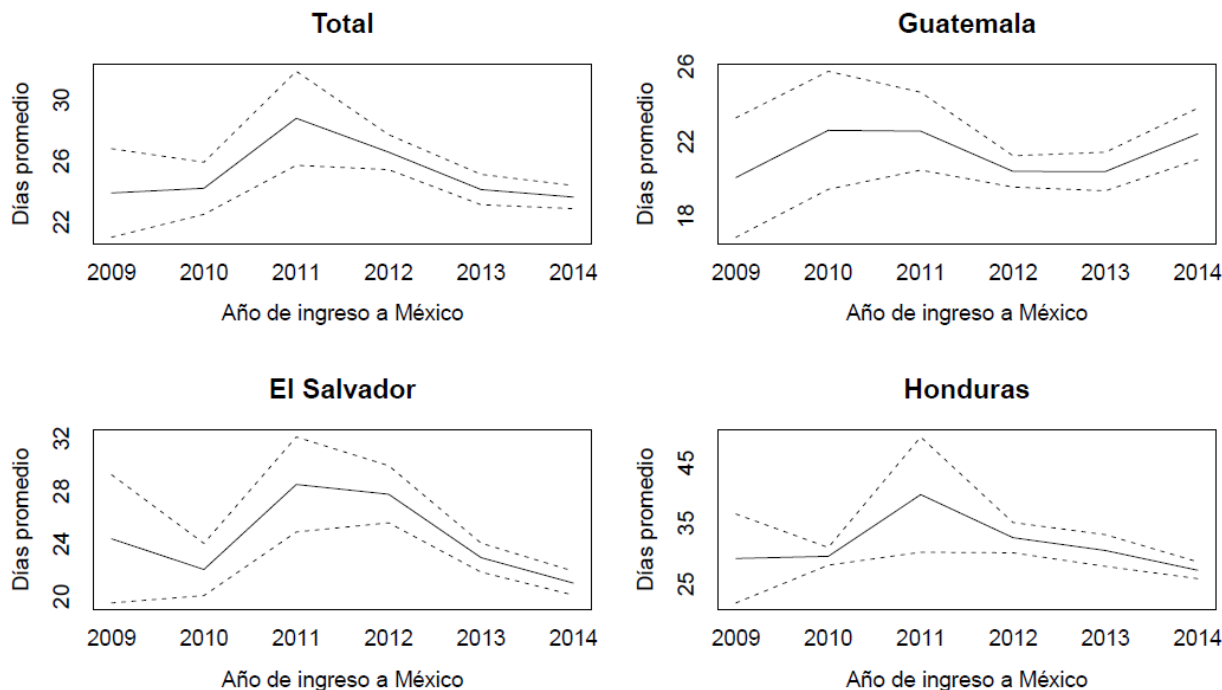 Total
Días promedio
30
26
22
2009 2010 2011 2012 2013 2014
Año de ingreso a México
Guatemala
Días promedio
26
22
18
2009 2010 2011 2012 2013 2014
Año de ingreso a México
El Salvador
Días promedio
32
28
24
20
2009 2010 2011 2012 2013 2014
Año de ingreso a México
Honduras
Días promedio
45
35
25
2009 2010 2011 2012 2013 2014
Año de ingreso a México